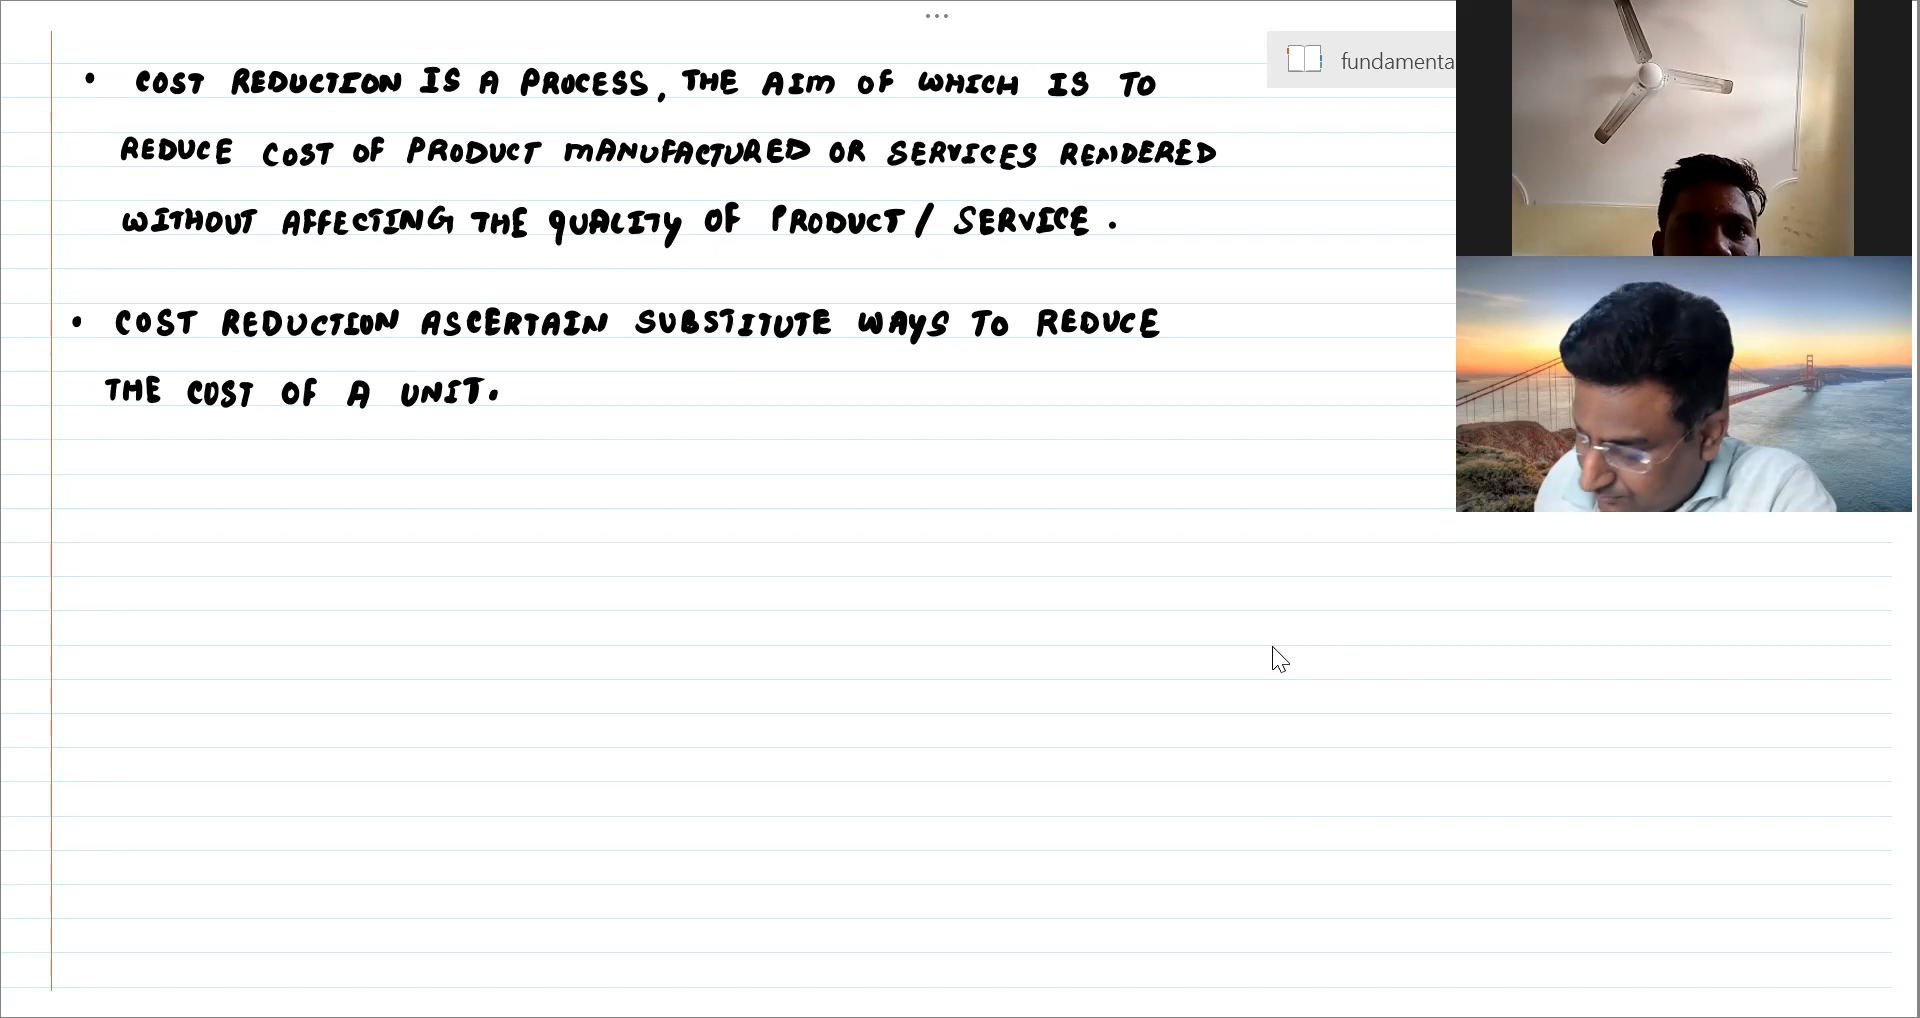 • COST REDUCTION IS A PROCESS, THE AIM OF WHICH IS TO
REDUCE COST OF PRODUCT MANUFACTURED OR SERVICES RENDERED
WITHOUT AFFECTING THE QUALITY OF PRODUCT / SERVICE.
• COST REDUCTION ASCERTAIN SUBSTITUTE WAYS TO REDUCE
THE COST OF A UNIT.
fundamenta